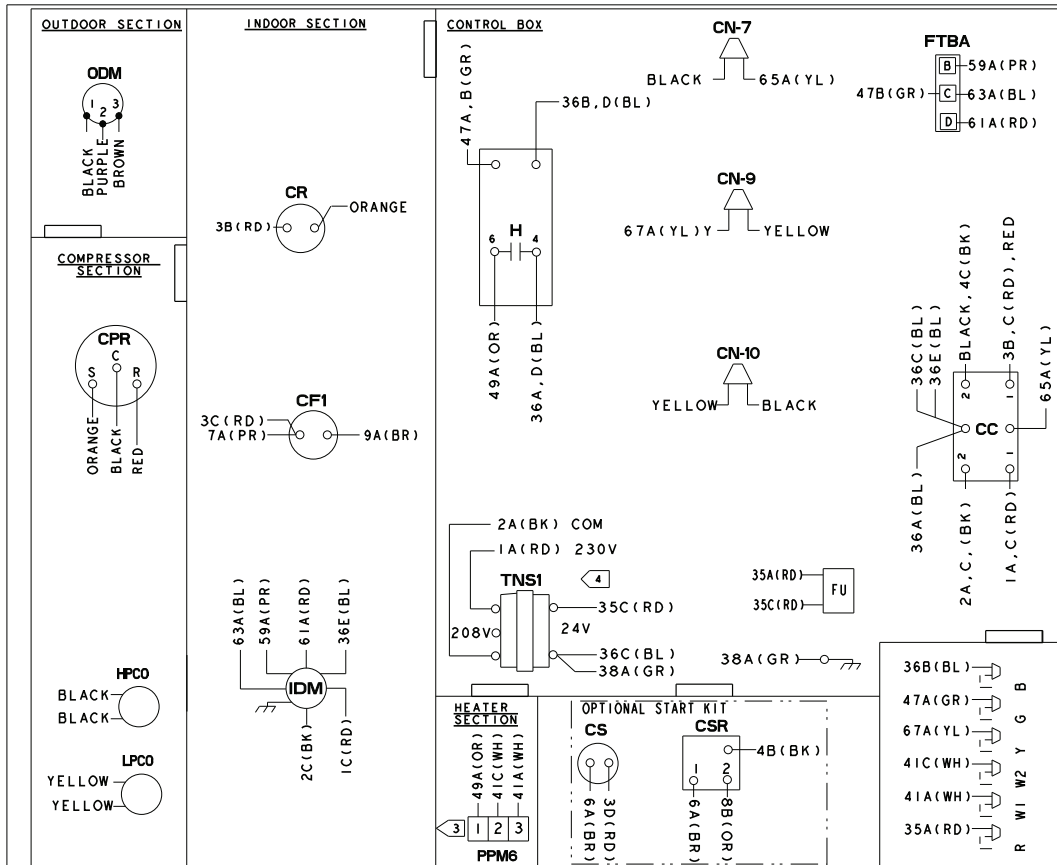 OUTDOOR SECTION
ODM
1 2 3
BLACK
PURPLE
BROWN
COMPRESSOR
SECTION
CPR
C
S R
ORANGE
BLACK
RED
HPCO
BLACK
BLACK
LPCO
YELLOW
YELLOW
INDOOR SECTION
CR
3B(RD) ORANGE
CF1
3C(RD)
7A(PR) 9A(BR)
63A(BL)
59A(PR)
61A(RD)
36E(BL)
IDM
2C(BK)
1C(RD)
CONTROL BOX
47A,B(GR)
36B,D(BL)
H
6 4
49A(OR)
36A,D(BL)
CN-7
BLACK 65A(YL)
CN-9
67A(YL)Y YELLOW
CN-10
YELLOW BLACK
FTBA
B 59A(PR)
47B(GR) C 63A(BL)
D 61A(RD)
36C(BL)
36E(BL)
BLACK,4C(BK)
3B,C(RD),RED
65A(YL)
2 1
CC
2 1
36A(BL)
2A,C,(BK)
1A,C(RD)
2A(BK) COM
1A(RD) 230V
TNS1
4
35C(RD)
208V 24V
36C(BL)
38A(GR)
35A(RD)
35C(RD)
FU
38A(GR)
HEATER
SECTION
49A(OR)
41C(WH)
41A(WH)
3 1 2 3
PPM6
OPTIONAL START KIT
CS
6A(BR)
3D(RD)
CSR
4B(BK)
1 2
6A(BR)
8B(OR)
36B(BL) B
47A(GR) G
67A(YL) Y
41C(WH) W2
41A(WH) W1
35A(RD) R